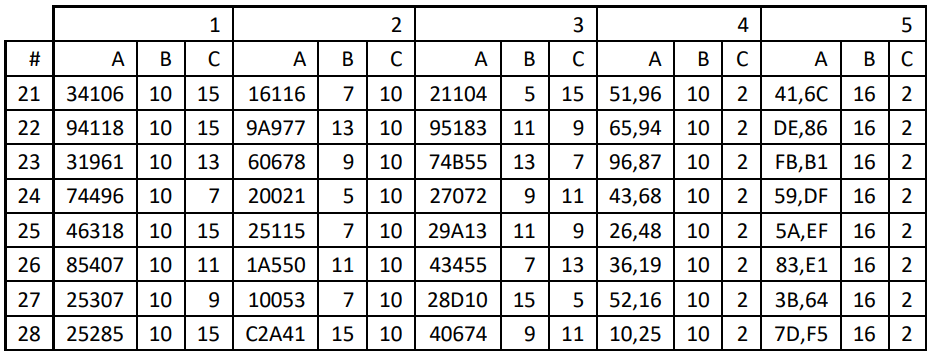 1 2 3 4 5
# A B C A B C A B C A B C A B C
21 34106 10 15 16116 7 10 21104 5 15 51,96 10 2 41,6C 16 2
22 94118 10 15 9A977 13 10 95183 11 9 65,94 10 2 DE,86 16 2
23 31961 10 13 60678 9 10 74B55 13 7 96,87 10 2 FB,B1 16 2
24 74496 10 7 20021 5 10 27072 9 11 43,68 10 2 59,DF 16 2
25 46318 10 15 25115 7 10 29A13 11 9 26,48 10 2 5A,EF 16 2
26 85407 10 11 1A550 11 10 43455 7 13 36,19 10 2 83,E1 16 2
27 25307 10 9 10053 7 10 28D10 15 5 52,16 10 2 3B,64 16 2
28 25285 10 15 C2A41 15 10 40674 9 11 10,25 10 2 7D,F5 16 2